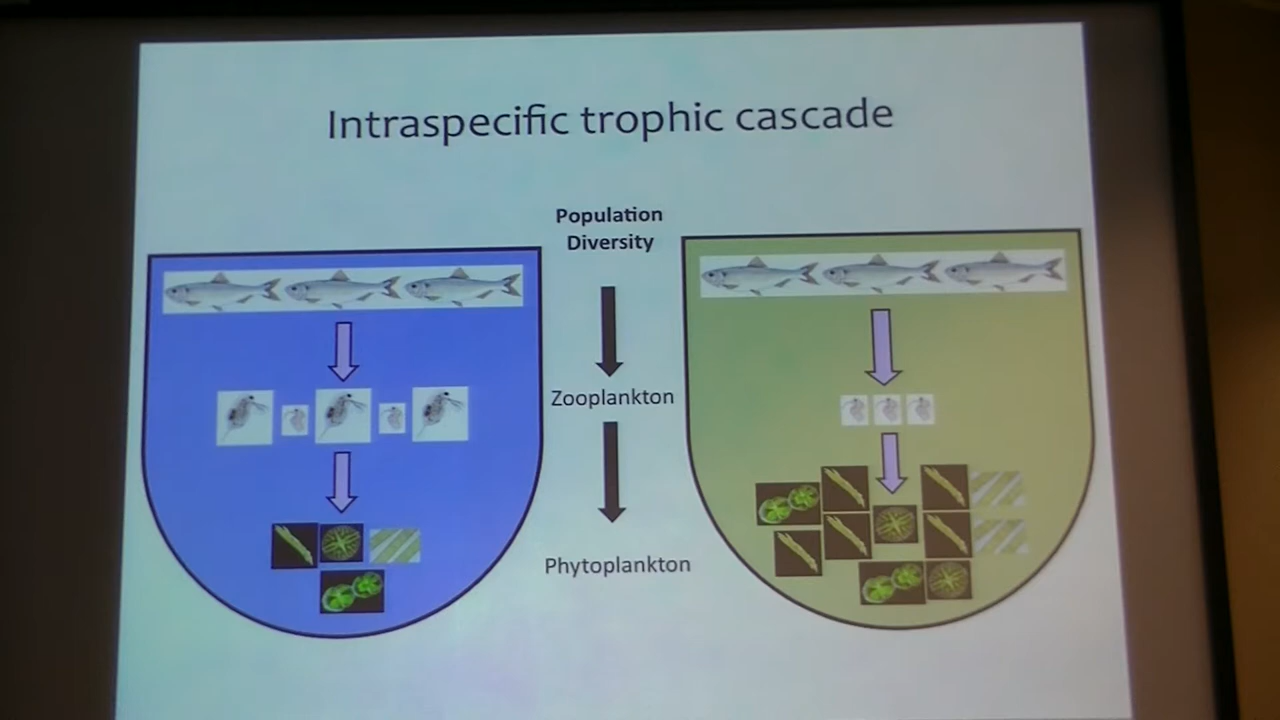 Intraspecific trophic cascade
Population
Diversity
Zooplankton
Phytoplankton